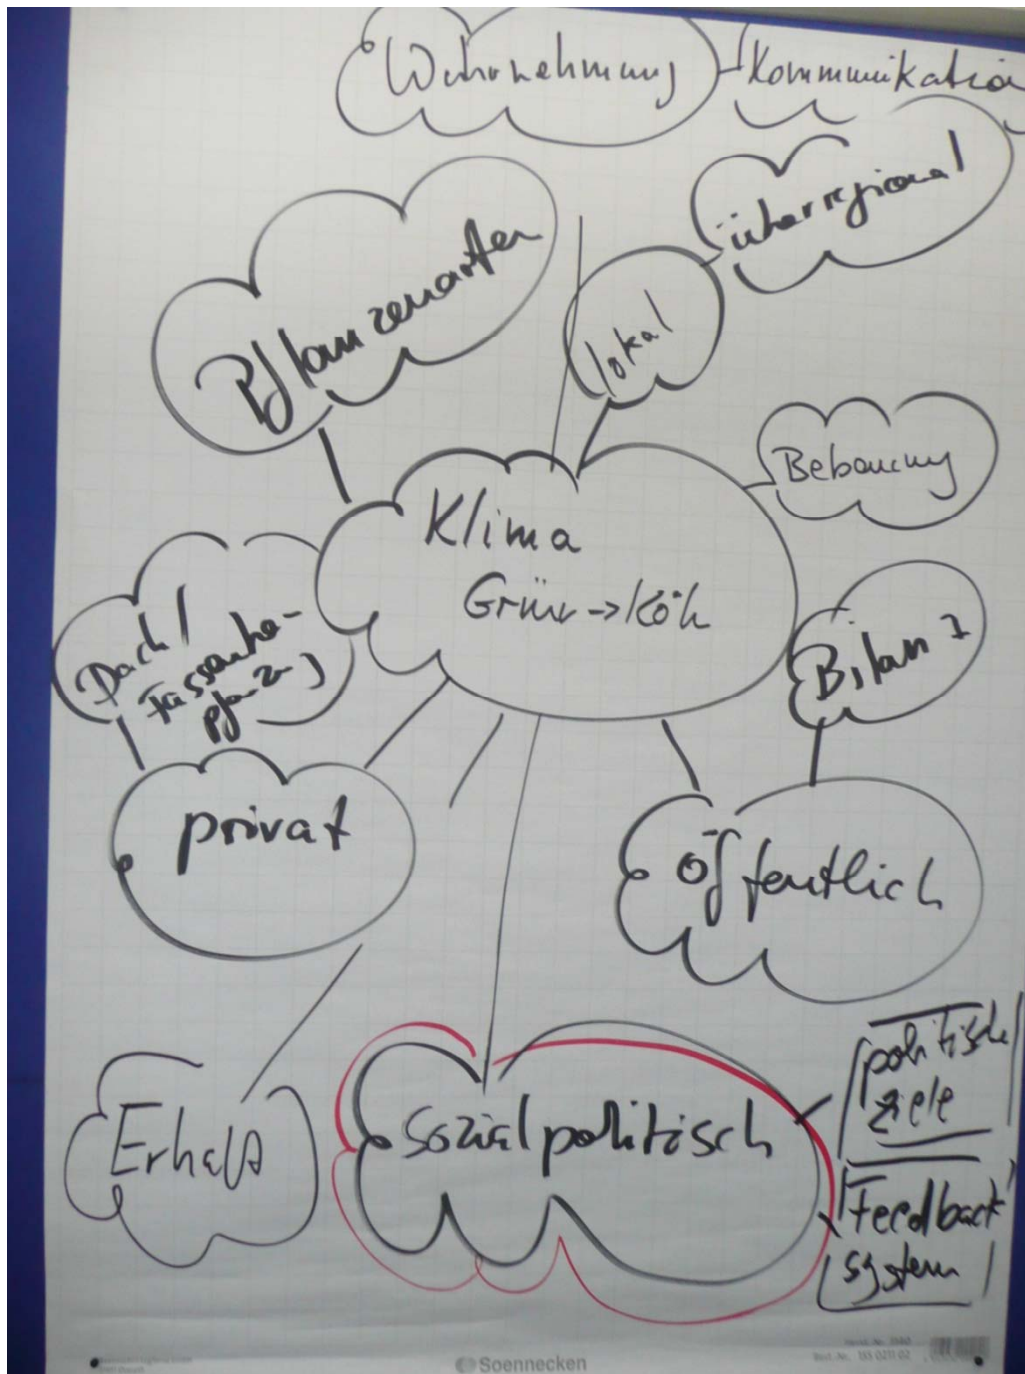 Wahrnehmung
Kommunikation
überregional
Pflanzenarten
lokal
Bebauung
Klima
Grün -> Köln
Bilanz
Dach/
Fassadenbe-
pflanzung
privat
öffentlich
politische
ziele
Erhalt
sozialpolitisch
Feedback
system
Soennecken